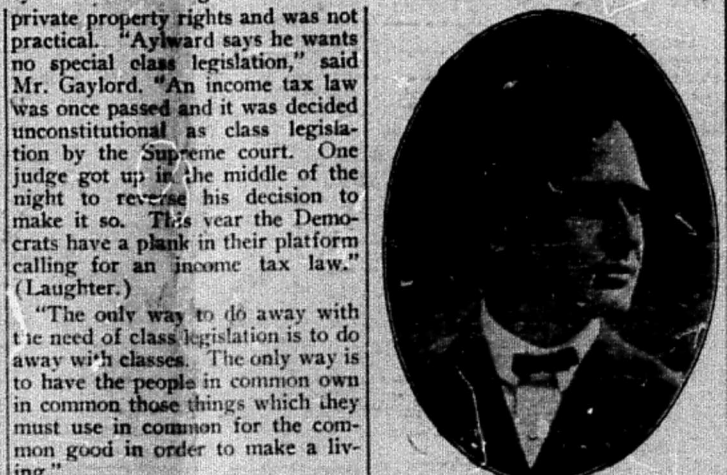 private property rights and was not
practical. "Aylward says he wants
no special class legislation," said
Mr. Gaylord. "An income tax law
was once passed and it was decided
unconstitutional as class legisla-
tion by the Supreme court. One
judge got up in the middle of the
night to reverse his decision to
make it so. This year the Demo-
crats have a plank in their platform
calling for an income tax law."
(Laughter.)
"The only way to do away with
the need of class legislation is to do
away with classes. The only way is
to have the people in common own
in common those things which they
must use in common for the com-
mon good in order to make a liv-
ing."